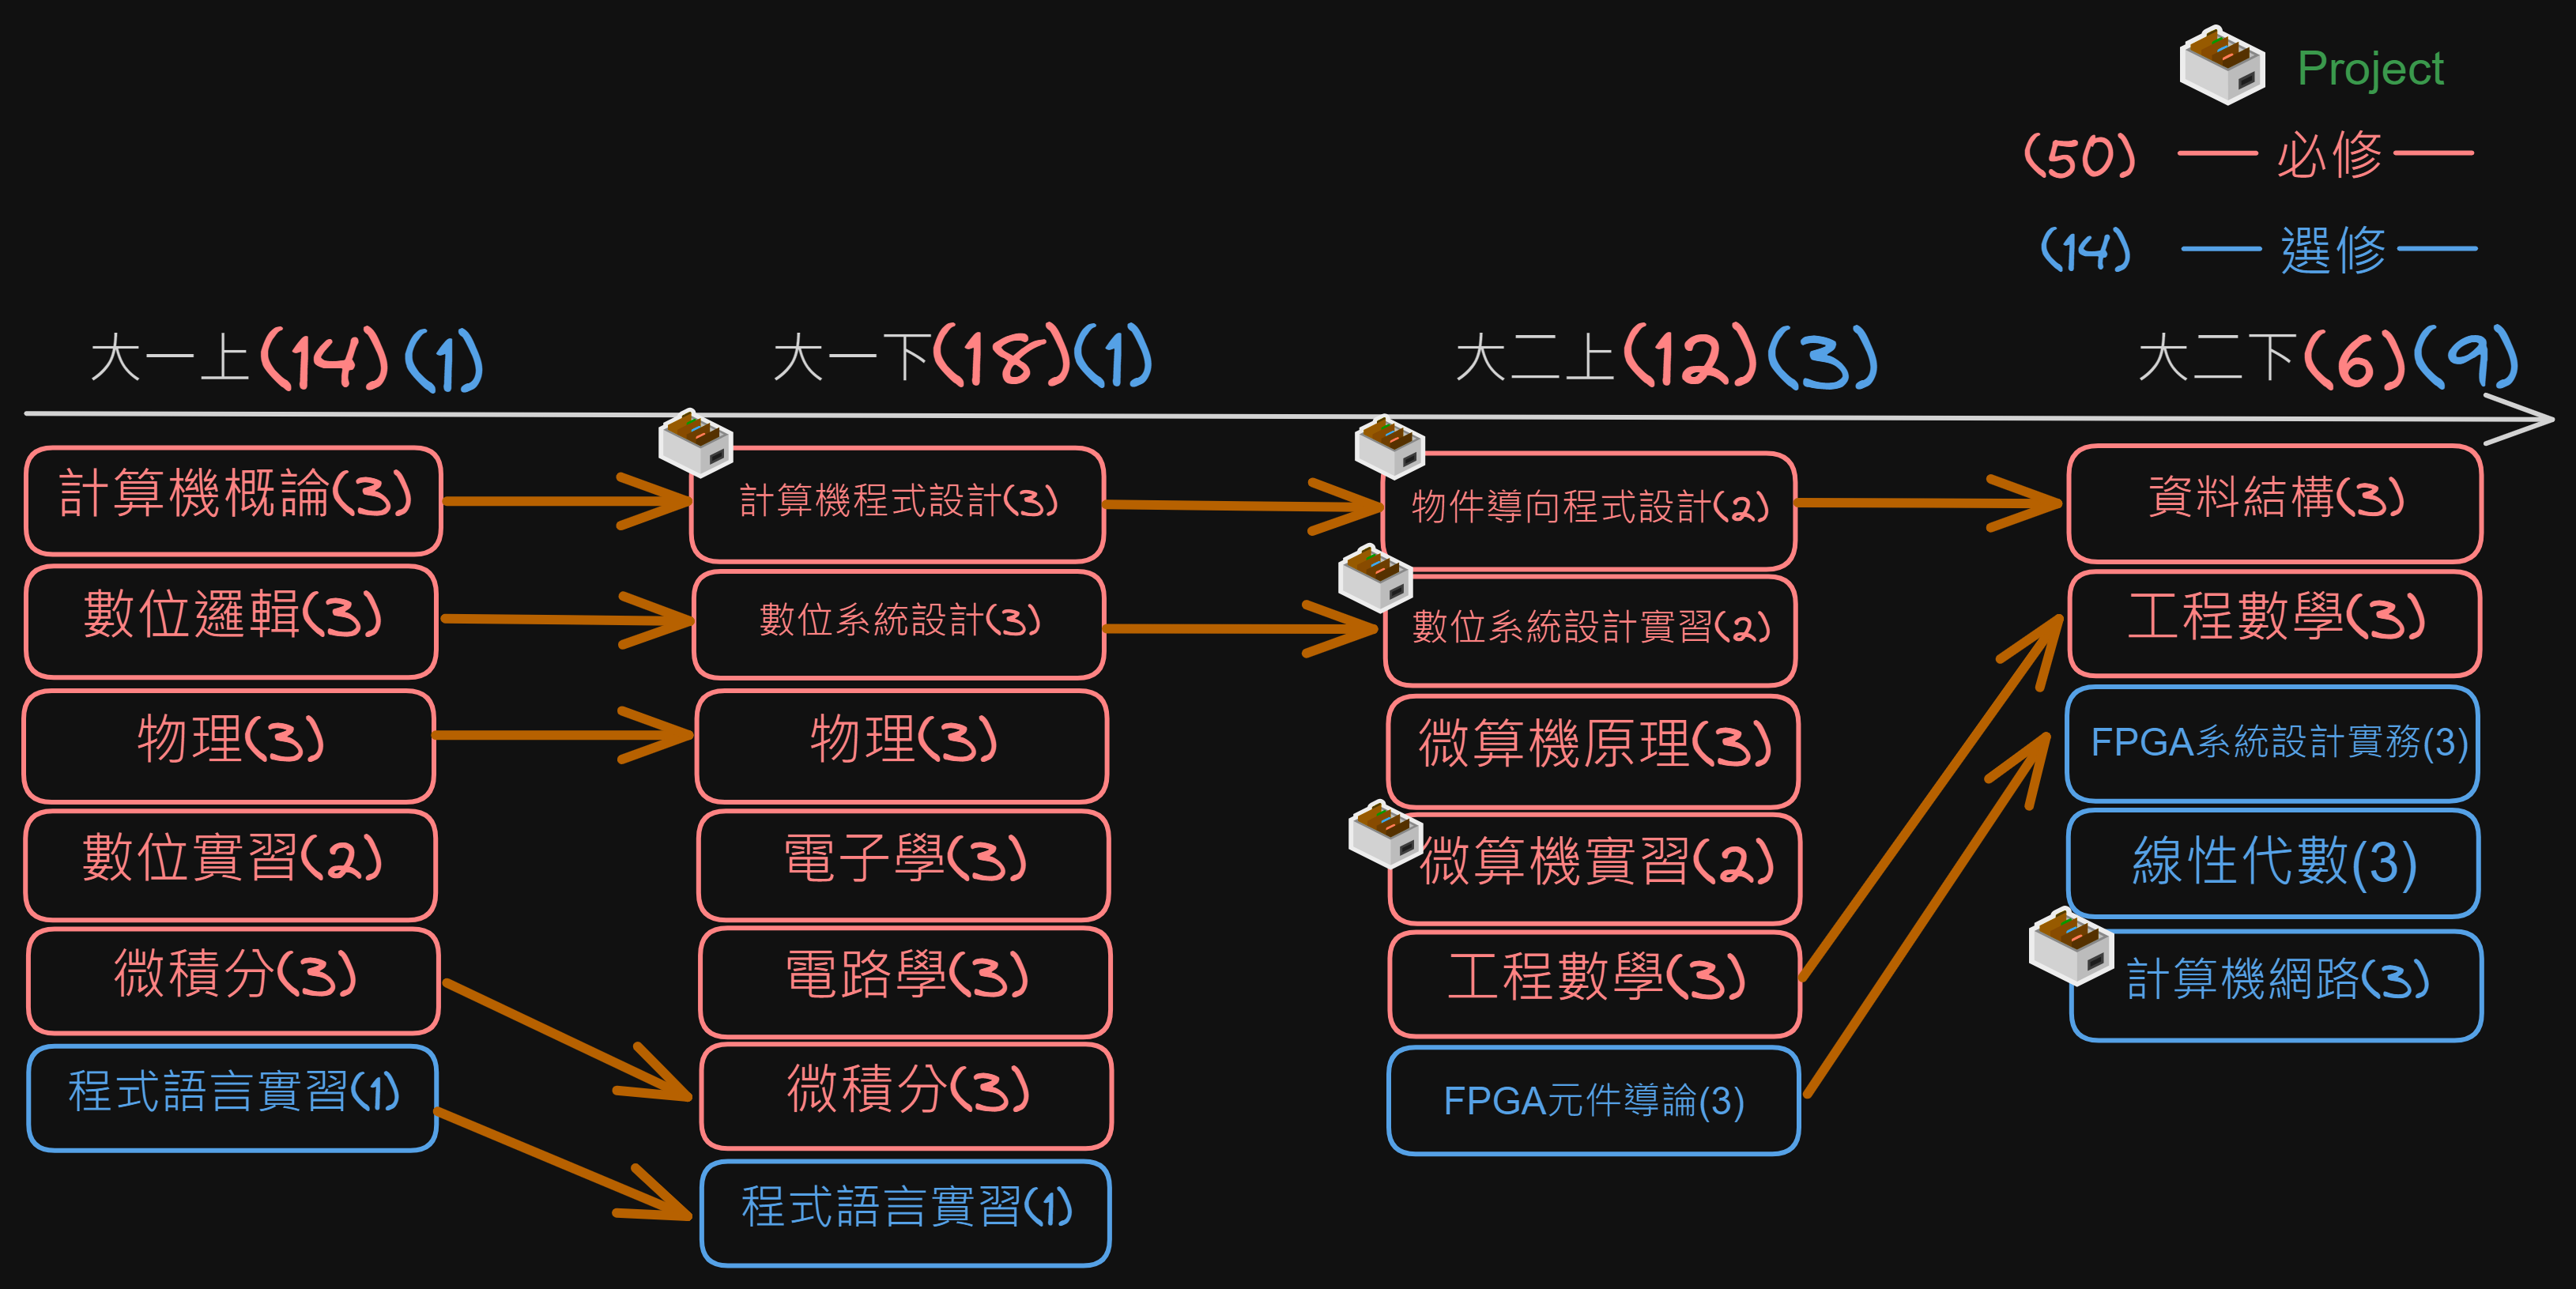 Project
(50) 必修
(14) 選修
大一上(14)(1)
大一下(18)(1)
大二上(12)(3)
大二下(6)(9)
計算機概論(3)
數位邏輯(3)
物理(3)
數位實習(2)
微積分(3)
程式語言實習(1)
計算機程式設計(3)
數位系統設計(3)
物理(3)
電子學(3)
電路學(3)
微積分(3)
程式語言實習(1)
物件導向程式設計(2)
數位系統設計實習(2)
微算機原理(3)
微算機實習(2)
工程數學(3)
FPGA元件導論(3)
資料結構(3)
工程數學(3)
FPGA系統設計實務(3)
線性代數(3)
計算機網路(3)